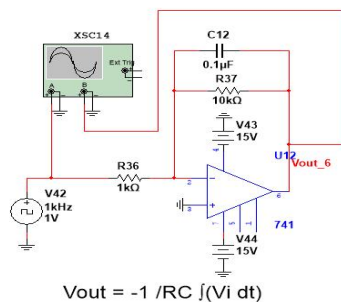 XSC14
Ext Trig
A
B
C12
0.1µF
R37
10kΩ
V43
15V
U12
Vout_6
R36
1kΩ
V42
1kHz
1V
741
V44
15V
Vout = -1 /RC ∫(Vi dt)